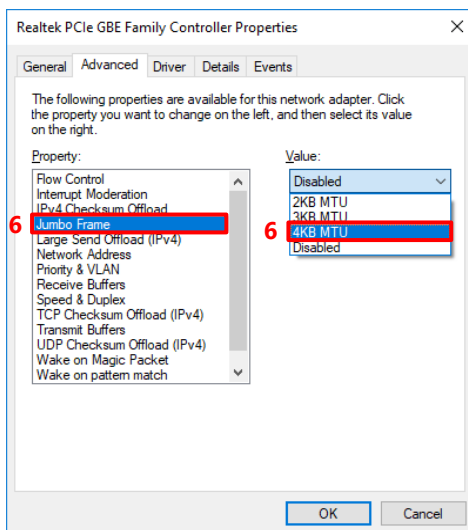 Realtek PCIe GBE Family Controller Properties
General Advanced Driver Details Events
The following properties are available for this network adapter. Click
the property you want to change on the left, and then select its value
on the right.
Property:
Flow Control
Interrupt Moderation
IPv4 Checksum Offload
6 Jumbo Frame
Large Send Offload (IPv4)
Network Address
Priority & VLAN
Receive Buffers
Speed & Duplex
TCP Checksum Offload (IPv4)
Transmit Buffers
UDP Checksum Offload (IPv4)
Wake on Magic Packet
Wake on pattern match
Value:
Disabled
2KB MTU
3KB MTU
6 4KB MTU
Disabled
OK Cancel